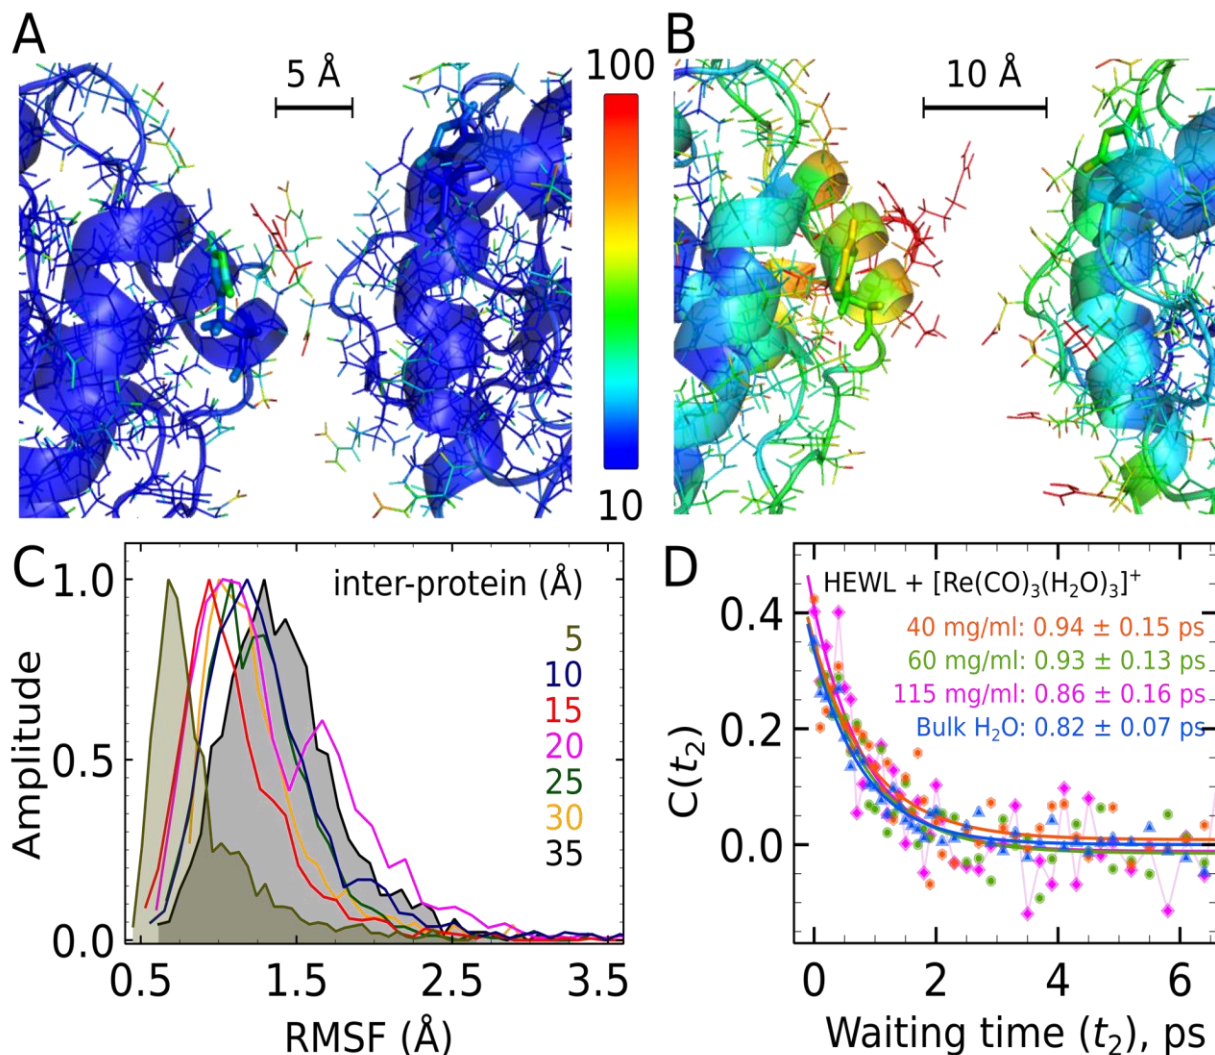 A
5 Å
100
10
B
10 Å
C
inter-protein (Å)
5
10
15
20
25
30
35
1.0
0.5
0.0
Amplitude
0.5 1.5 2.5 3.5
RMSF (Å)
D
HEWL + [Re(CO)₃(H₂O)₃]⁺
40 mg/ml: 0.94 ± 0.15 ps
60 mg/ml: 0.93 ± 0.13 ps
115 mg/ml: 0.86 ± 0.16 ps
Bulk H₂O: 0.82 ± 0.07 ps
0.4
0.2
0.0
C(t₂)
0 2 4 6
Waiting time (t₂), ps